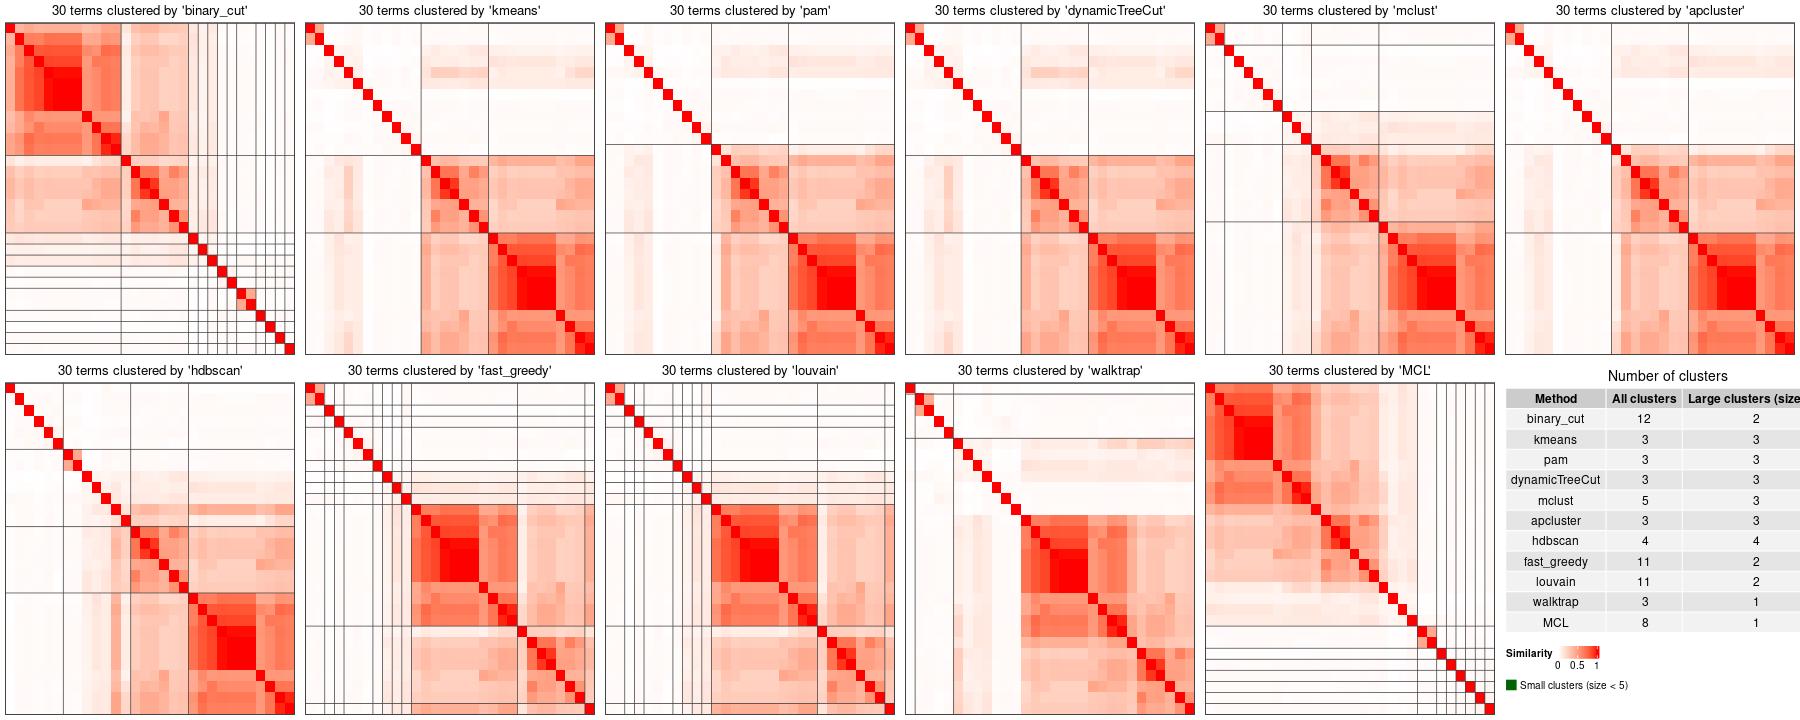 30 terms clustered by 'binary_cut'
30 terms clustered by 'kmeans'
30 terms clustered by 'pam'
30 terms clustered by 'dynamicTreeCut'
30 terms clustered by 'mclust'
30 terms clustered by 'apcluster'
30 terms clustered by 'hdbscan'
30 terms clustered by 'fast_greedy'
30 terms clustered by 'louvain'
30 terms clustered by 'walktrap'
30 terms clustered by 'MCL'
Number of clusters
Method All clusters Large clusters (size
binary_cut 12 2
kmeans 3 3
pam 3 3
dynamicTreeCut 3 3
mclust 5 3
apcluster 3 3
hdbscan 4 4
fast_greedy 11 2
louvain 11 2
walktrap 3 1
MCL 8 1
Similarity
0 0.5 1
Small clusters (size < 5)